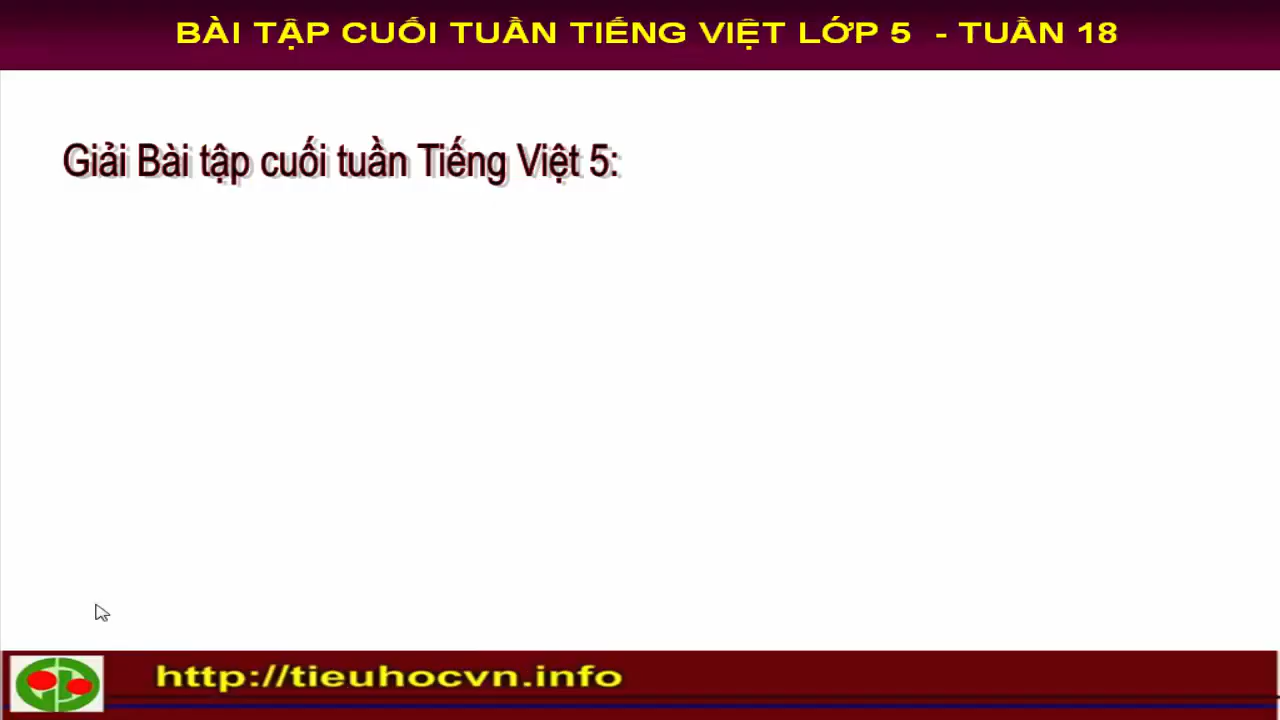 BÀI TẬP CUỐI TUẦN TIẾNG VIỆT LỚP 5 - TUẦN 18
Giải Bài tập cuối tuần Tiếng Việt 5:
http://tieuhocvn.info